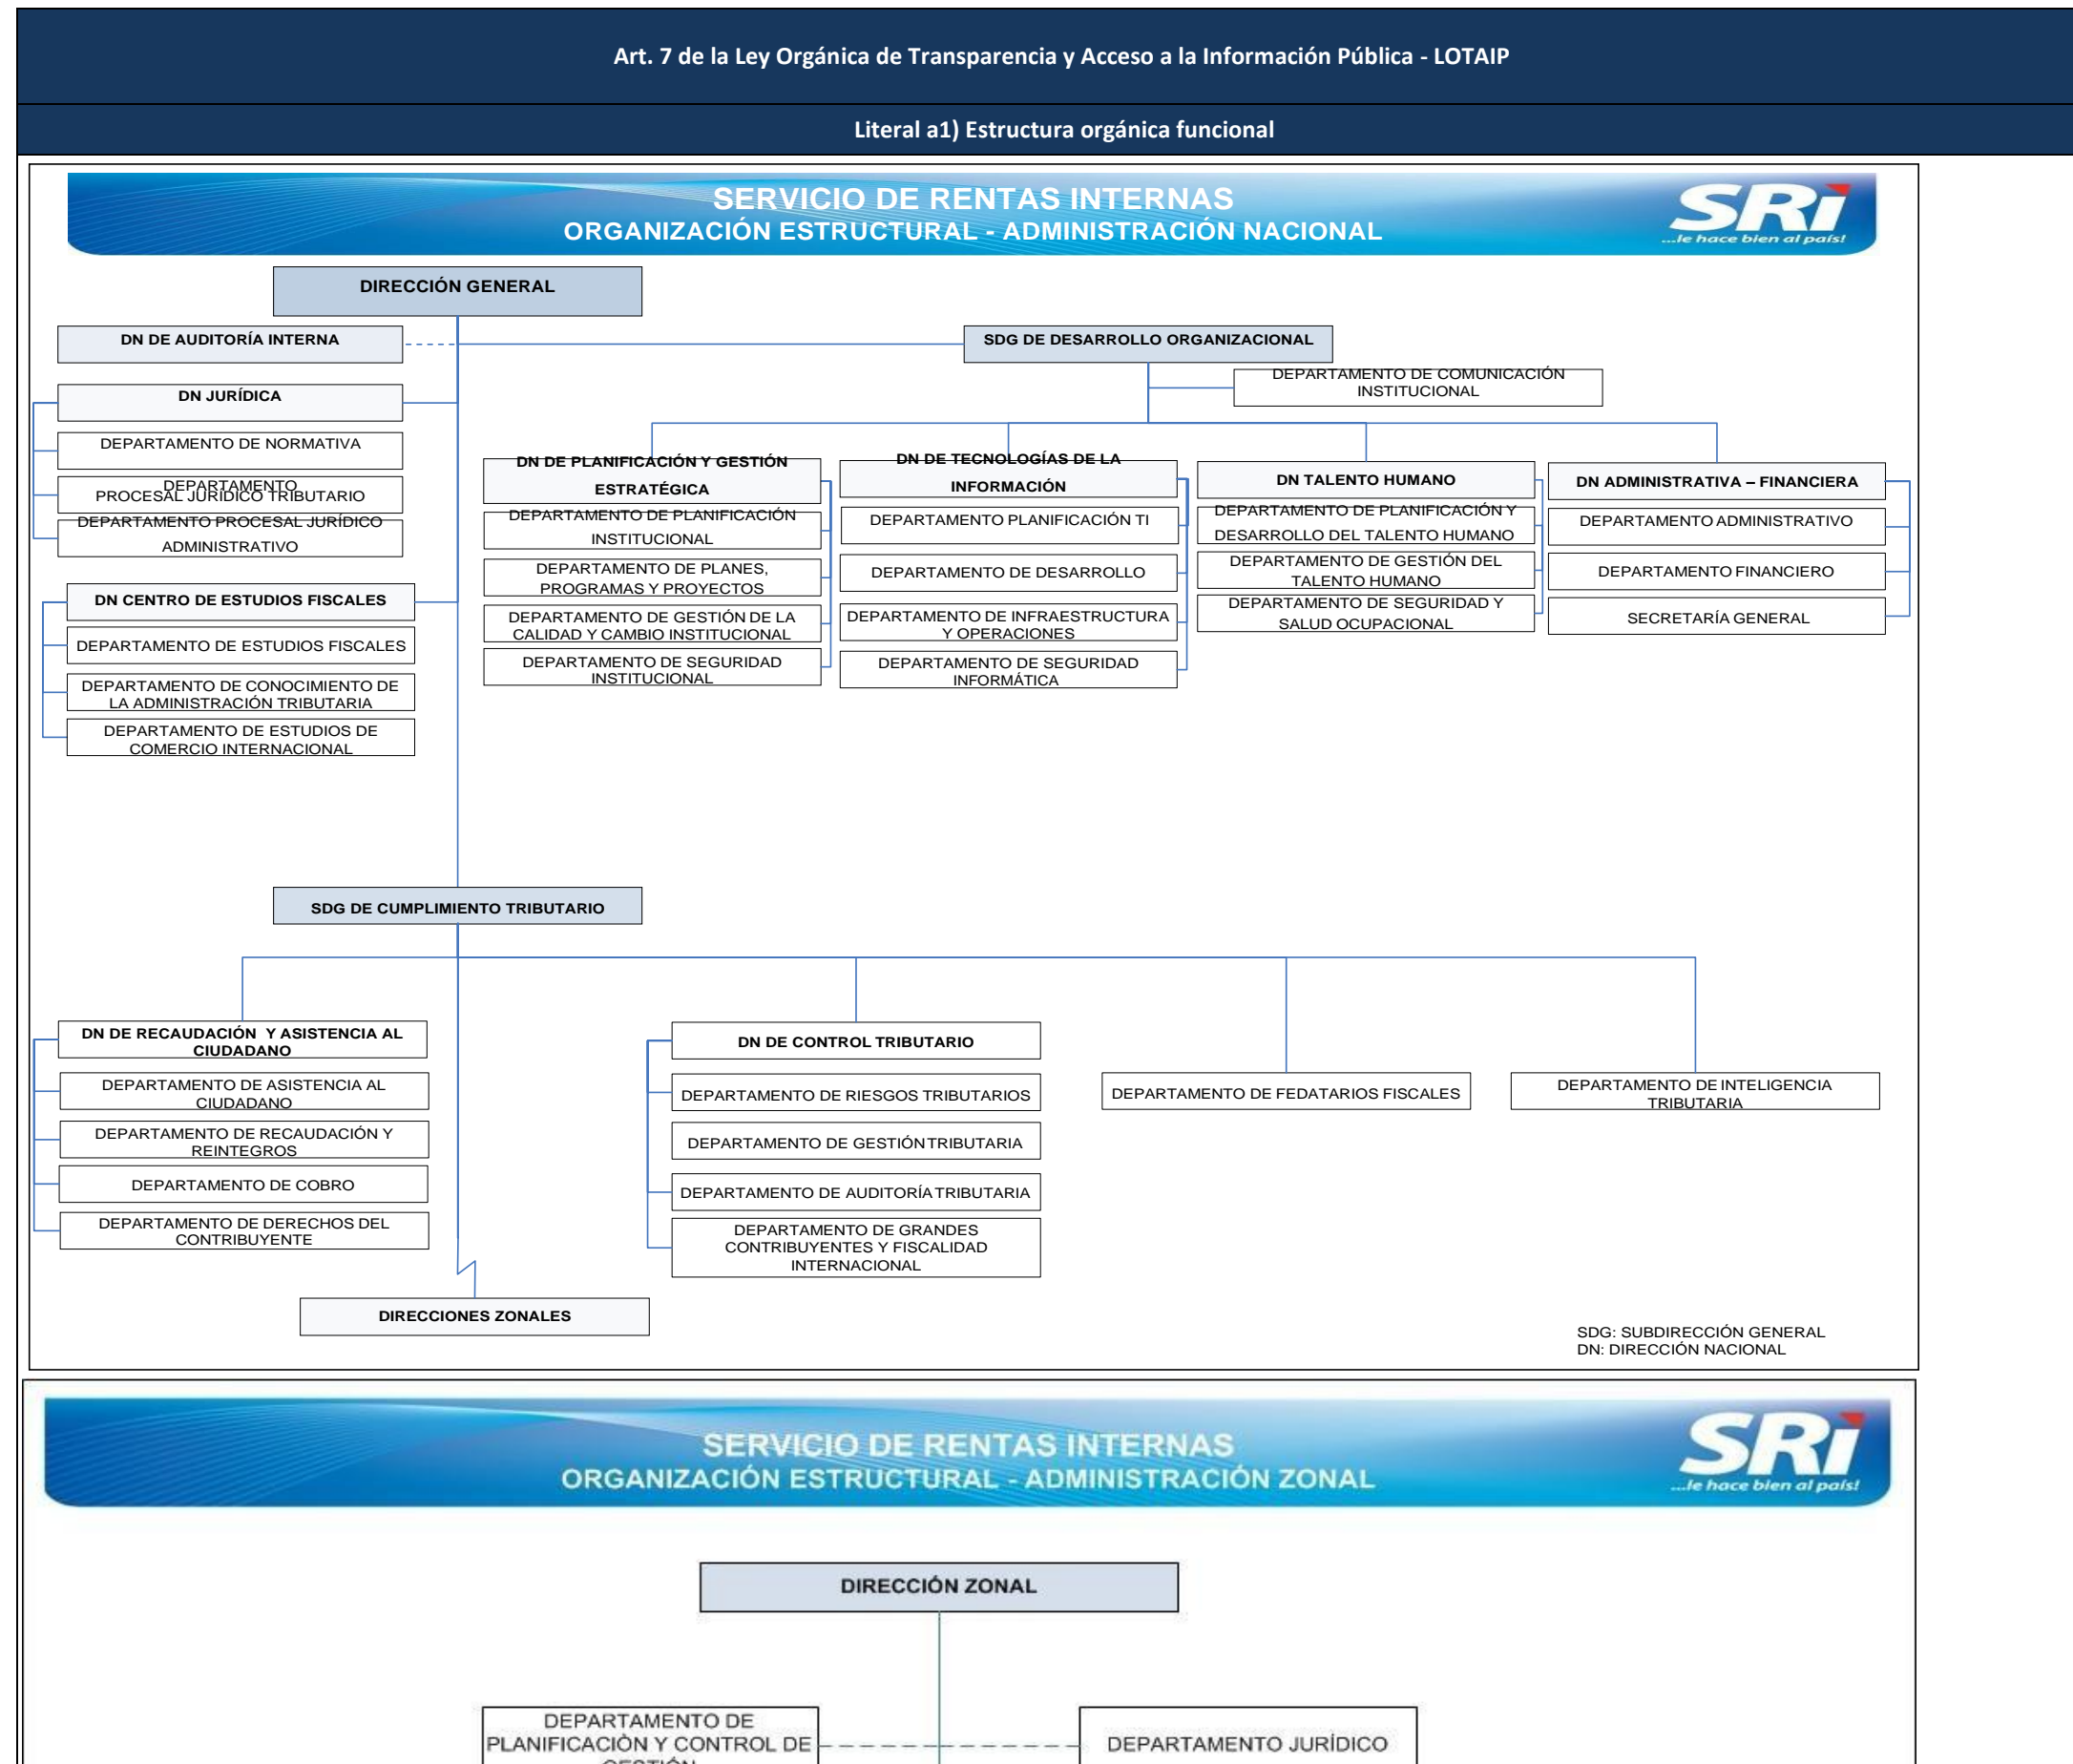 Art. 7 de la Ley Orgánica de Transparencia y Acceso a la Información Pública - LOTAIP
Literal a1) Estructura orgánica funcional
SERVICIO DE RENTAS INTERNAS
ORGANIZACIÓN ESTRUCTURAL - ADMINISTRACIÓN NACIONAL
SRi
...le hace bien al país!
DIRECCIÓN GENERAL
DN DE AUDITORÍA INTERNA
SDG DE DESARROLLO ORGANIZACIONAL
DEPARTAMENTO DE COMUNICACIÓN
INSTITUCIONAL
DN JURÍDICA
DEPARTAMENTO DE NORMATIVA
DEPARTAMENTO
PROCESAL JURÍDICO TRIBUTARIO
DEPARTAMENTO PROCESAL JURÍDICO
ADMINISTRATIVO
DN CENTRO DE ESTUDIOS FISCALES
DEPARTAMENTO DE ESTUDIOS FISCALES
DEPARTAMENTO DE CONOCIMIENTO DE
LA ADMINISTRACIÓN TRIBUTARIA
DEPARTAMENTO DE ESTUDIOS DE
COMERCIO INTERNACIONAL
DN DE PLANIFICACIÓN Y GESTIÓN
ESTRATÉGICA
DEPARTAMENTO DE PLANIFICACIÓN
INSTITUCIONAL
DEPARTAMENTO DE PLANES,
PROGRAMAS Y PROYECTOS
DEPARTAMENTO DE GESTIÓN DE LA
CALIDAD Y CAMBIO INSTITUCIONAL
DEPARTAMENTO DE SEGURIDAD
INSTITUCIONAL
DN DE TECNOLOGÍAS DE LA
INFORMACIÓN
DEPARTAMENTO PLANIFICACIÓN TI
DEPARTAMENTO DE DESARROLLO
DEPARTAMENTO DE INFRAESTRUCTURA
Y OPERACIONES
DEPARTAMENTO DE SEGURIDAD
INFORMÁTICA
DN TALENTO HUMANO
DEPARTAMENTO DE PLANIFICACIÓN Y
DESARROLLO DEL TALENTO HUMANO
DEPARTAMENTO DE GESTIÓN DEL
TALENTO HUMANO
DEPARTAMENTO DE SEGURIDAD Y
SALUD OCUPACIONAL
DN ADMINISTRATIVA – FINANCIERA
DEPARTAMENTO ADMINISTRATIVO
DEPARTAMENTO FINANCIERO
SECRETARÍA GENERAL
SDG DE CUMPLIMIENTO TRIBUTARIO
DN DE RECAUDACIÓN Y ASISTENCIA AL
CIUDADANO
DEPARTAMENTO DE ASISTENCIA AL
CIUDADANO
DEPARTAMENTO DE RECAUDACIÓN Y
REINTEGROS
DEPARTAMENTO DE COBRO
DEPARTAMENTO DE DERECHOS DEL
CONTRIBUYENTE
DN DE CONTROL TRIBUTARIO
DEPARTAMENTO DE RIESGOS TRIBUTARIOS
DEPARTAMENTO DE GESTIÓN TRIBUTARIA
DEPARTAMENTO DE AUDITORÍA TRIBUTARIA
DEPARTAMENTO DE GRANDES
CONTRIBUYENTES Y FISCALIDAD
INTERNACIONAL
DEPARTAMENTO DE FEDATARIOS FISCALES
DEPARTAMENTO DE INTELIGENCIA
TRIBUTARIA
DIRECCIONES ZONALES
SDG: SUBDIRECCIÓN GENERAL
DN: DIRECCIÓN NACIONAL
SERVICIO DE RENTAS INTERNAS
ORGANIZACIÓN ESTRUCTURAL - ADMINISTRACIÓN ZONAL
SRi
...le hace bien al país!
DIRECCIÓN ZONAL
DEPARTAMENTO DE
PLANIFICACIÒN Y CONTROL DE
GESTIÓN
DEPARTAMENTO JURÍDICO